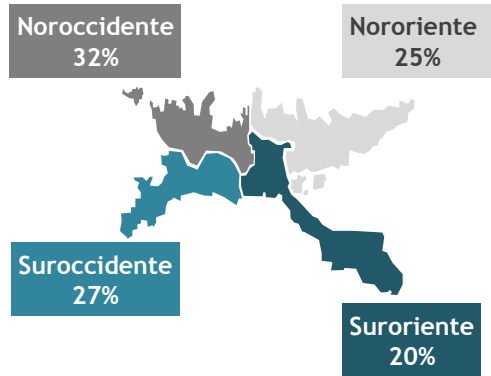 Noroccidente
32%
Nororiente
25%
Suroccidente
27%
Suroriente
20%